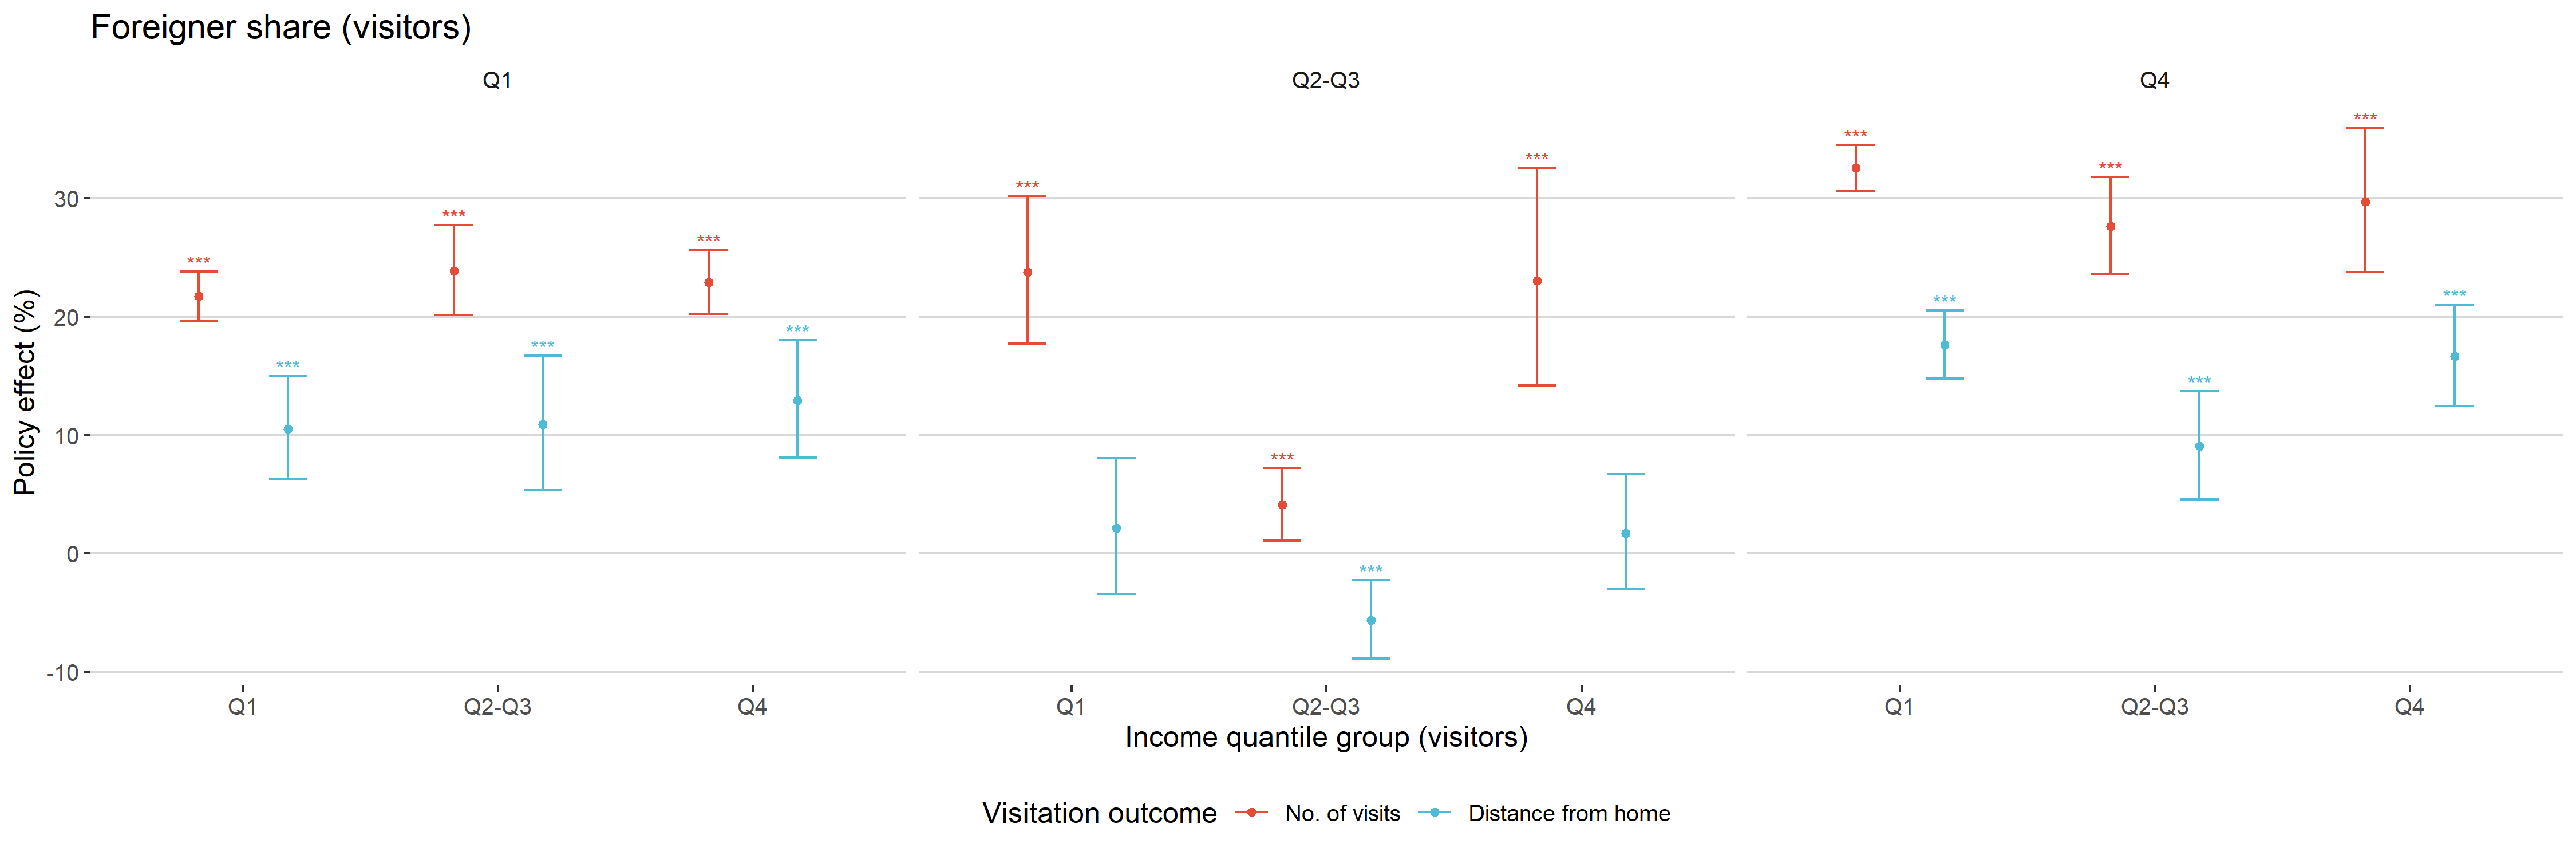 Foreigner share (visitors)
Q1 Q2-Q3 Q4
*** *** ***
*** *** ***
*** *** ***
*** *** ***
*** ***
*** *** ***
Policy effect (%)
30
20
10
0
-10
Q1 Q2-Q3 Q4 Q1 Q2-Q3 Q4 Q1 Q2-Q3 Q4
Income quantile group (visitors)
Visitation outcome No. of visits Distance from home